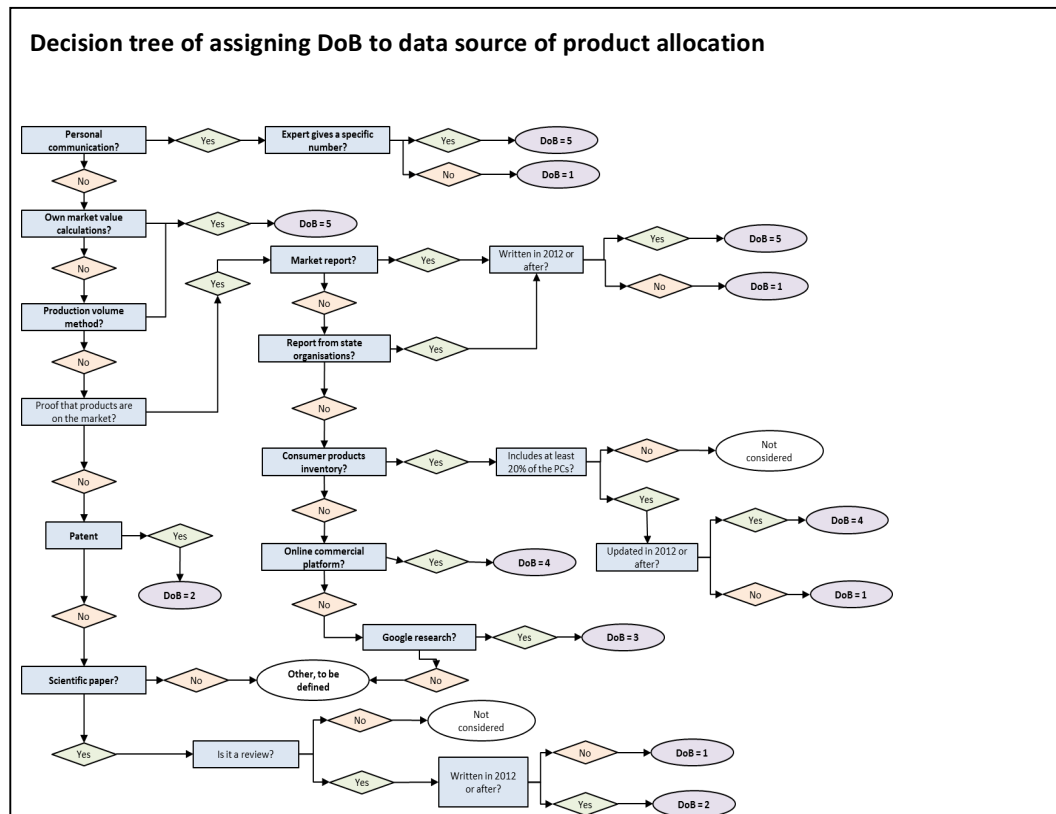 Decision tree of assigning DoB to data source of product allocation
Personal
communication?
Yes
Expert gives a specific
number?
Yes
DoB = 5
No
DoB = 1
No
Own market value
calculations?
Yes
DoB = 5
No
Production volume
method?
No
Proof that products are
on the market?
Yes
Market report?
Yes
Written in 2012 or
after?
Yes
DoB = 5
No
DoB = 1
No
Report from state
organisations?
Yes
No
Consumer products
inventory?
Yes
Includes at least
20% of the PCs?
No
Not
considered
Yes
Updated in 2012 or
after?
Yes
DoB = 4
No
DoB = 1
No
Online commercial
platform?
Yes
DoB = 4
No
Google research?
Yes
DoB = 3
No
No
Patent
Yes
DoB = 2
No
Scientific paper?
No
Other, to be
defined
Yes
Is it a review?
No
Not
considered
Yes
Written in 2012
or after?
No
DoB = 1
Yes
DoB = 2